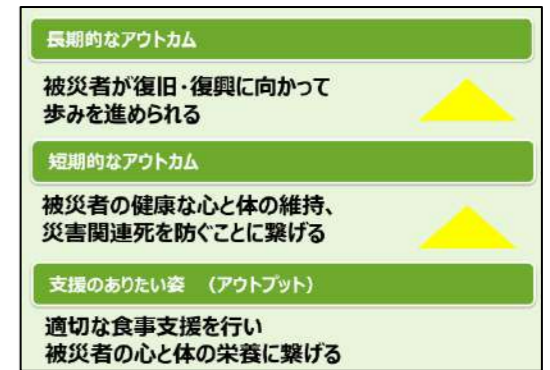 長期的なアウトカム
被災者が復旧・復興に向かって
歩みを進められる
短期的なアウトカム
被災者の健康な心と体の維持、
災害関連死を防ぐことに繋げる
支援のありたい姿　（アウトプット）
適切な食事支援を行い
被災者の心と体の栄養に繋げる